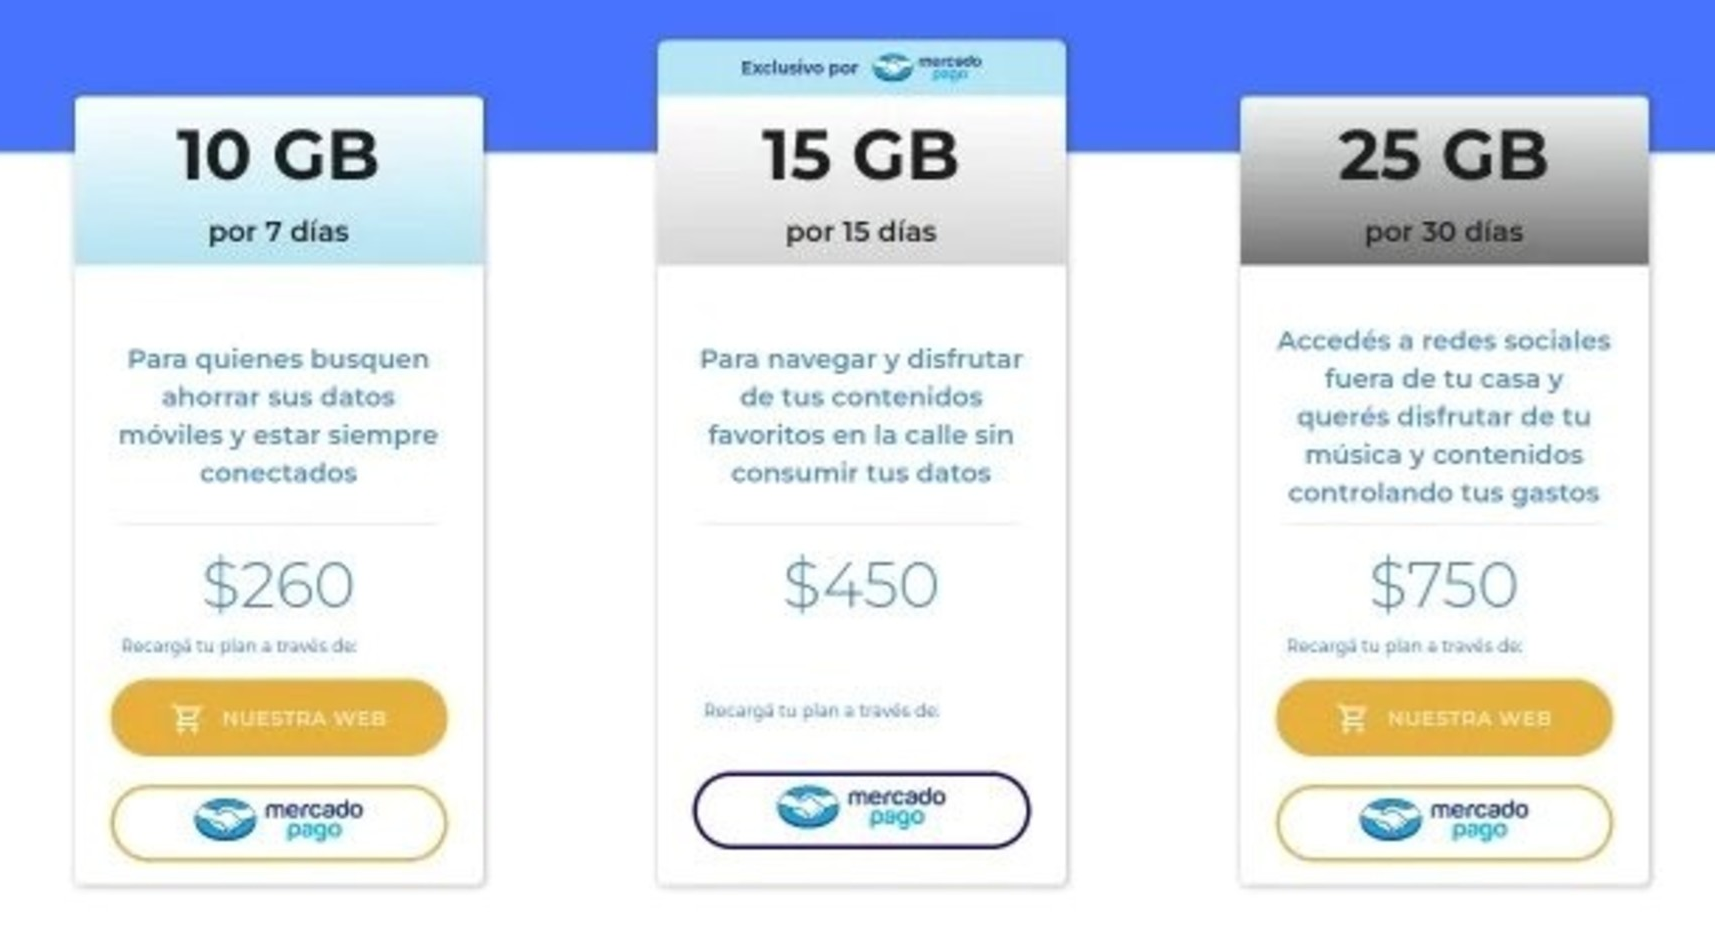 10 GB
por 7 días
Para quienes busquen
ahorrar sus datos
móviles y estar siempre
conectados
$260
Recargá tu plan a través de:
NUESTRA WEB
mercado
pago
Exclusivo por mercado
pago
15 GB
por 15 días
Para navegar y disfrutar
de tus contenidos
favoritos en la calle sin
consumir tus datos
$450
Recargá tu plan a través de:
mercado
pago
25 GB
por 30 días
Accedés a redes sociales
fuera de tu casa y
querés disfrutar de tu
música y contenidos
controlando tus gastos
$750
Recargá tu plan a través de:
NUESTRA WEB
mercado
pago